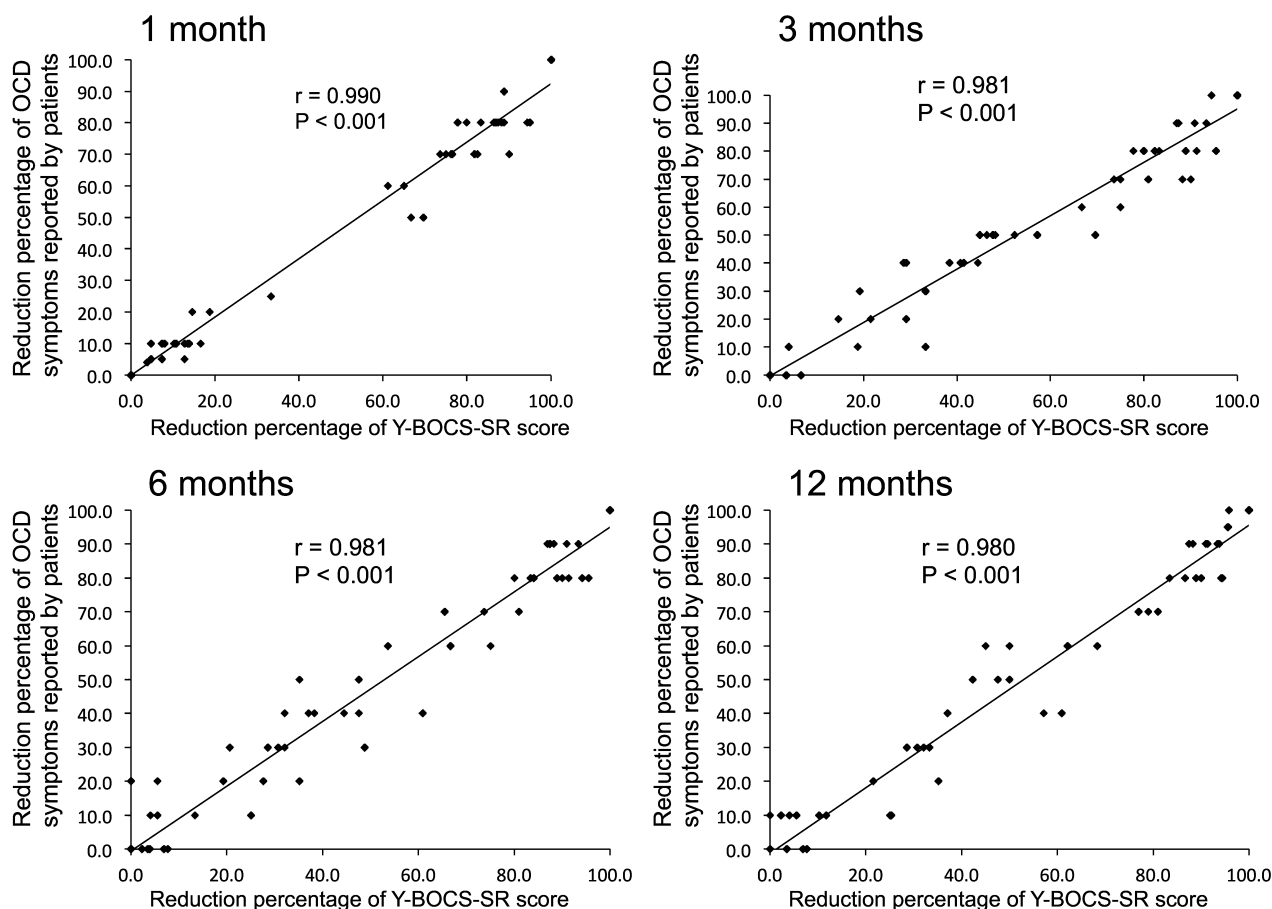 1 month
Reduction percentage of OCD
symptoms reported by patients
100.0
90.0
80.0
70.0
60.0
50.0
40.0
30.0
20.0
10.0
0.0
r = 0.990
P < 0.001
0.0 20.0 40.0 60.0 80.0 100.0
Reduction percentage of Y-BOCS-SR score
3 months
Reduction percentage of OCD
symptoms reported by patients
100.0
90.0
80.0
70.0
60.0
50.0
40.0
30.0
20.0
10.0
0.0
r = 0.981
P < 0.001
0.0 20.0 40.0 60.0 80.0 100.0
Reduction percentage of Y-BOCS-SR score
6 months
Reduction percentage of OCD
symptoms reported by patients
100.0
90.0
80.0
70.0
60.0
50.0
40.0
30.0
20.0
10.0
0.0
r = 0.981
P < 0.001
0.0 20.0 40.0 60.0 80.0 100.0
Reduction percentage of Y-BOCS-SR score
12 months
Reduction percentage of OCD
symptoms reported by patients
100.0
90.0
80.0
70.0
60.0
50.0
40.0
30.0
20.0
10.0
0.0
r = 0.980
P < 0.001
0.0 20.0 40.0 60.0 80.0 100.0
Reduction percentage of Y-BOCS-SR score